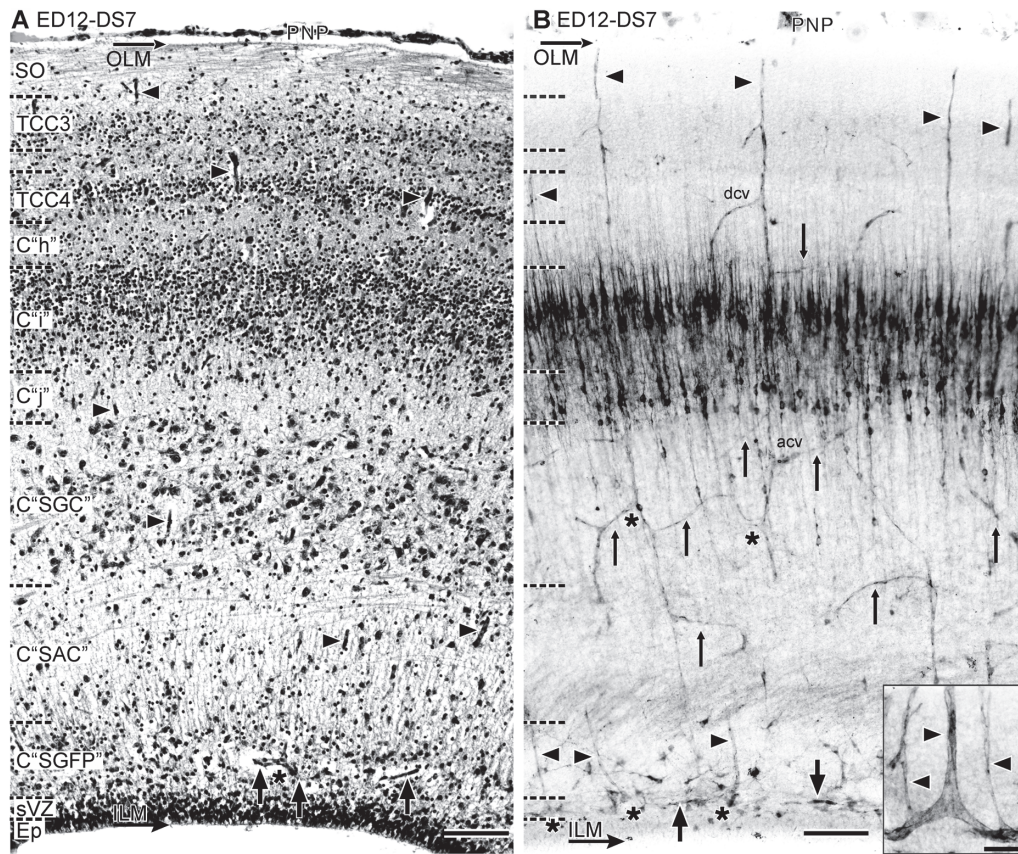 A ED12-DS7
PNP
OLM
SO
TCC3
TCC4
C“h”
C“i”
C“j”
C“SGC”
C“SAC”
C“SGFP”
*
sVZ
ILM
Ep
B ED12-DS7
PNP
OLM
dcv
acv
*
*
*
*
*
ILM